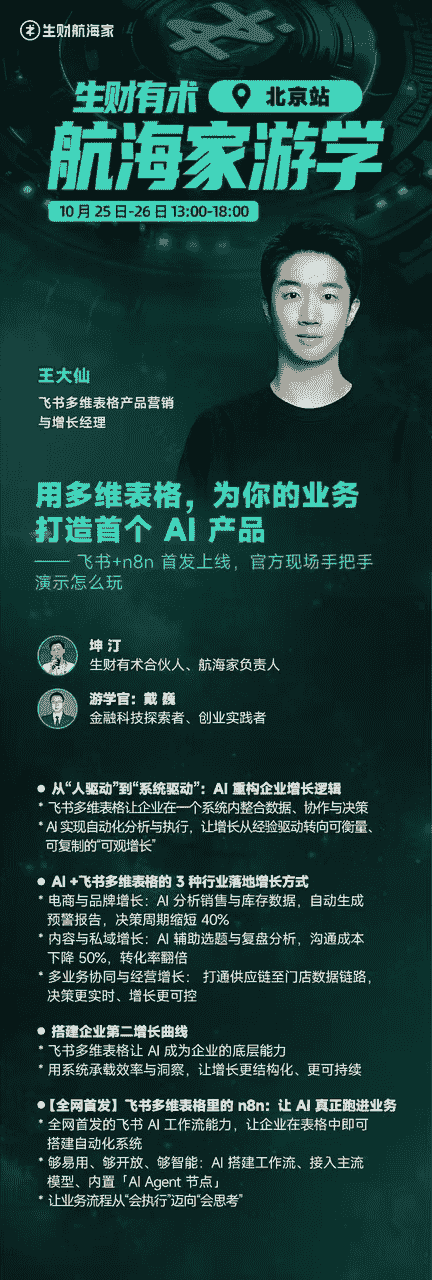 生财航海家
生财有术 北京站
航海家游学
10 月 25 日-26 日 13:00-18:00
王大仙
飞书多维表格产品营销
与增长经理
用多维表格，为你的业务
打造首个 AI 产品
—— 飞书+n8n 首发上线，官方现场手把手
演示怎么玩
坤 汀
生财有术合伙人、航海家负责人
游学官：戴 巍
金融科技探索者、创业实践者
● 从“人驱动”到“系统驱动”：AI 重构企业增长逻辑
* 飞书多维表格让企业在一个系统内整合数据、协作与决策
* AI 实现自动化分析与执行，让增长从经验驱动转向可衡量、
可复制的“可观增长”
● AI +飞书多维表格的 3 种行业落地增长方式
* 电商与品牌增长：AI 分析销售与库存数据，自动生成
预警报告，决策周期缩短 40%
* 内容与私域增长：AI 辅助选题与复盘分析，沟通成本
下降 50%，转化率翻倍
* 多业务协同与经营增长： 打通供应链至门店数据链路，
决策更实时、增长更可控
● 搭建企业第二增长曲线
* 飞书多维表格让 AI 成为企业的底层能力
* 用系统承载效率与洞察，让增长更结构化、更可持续
●【全网首发】飞书多维表格里的 n8n：让 AI 真正跑进业务
* 全网首发的飞书 AI 工作流能力，让企业在表格中即可
搭建自动化系统
* 够易用、够开放、够智能：AI 搭建工作流、接入主流
模型、内置「AI Agent 节点」
* 让业务流程从“会执行”迈向“会思考”